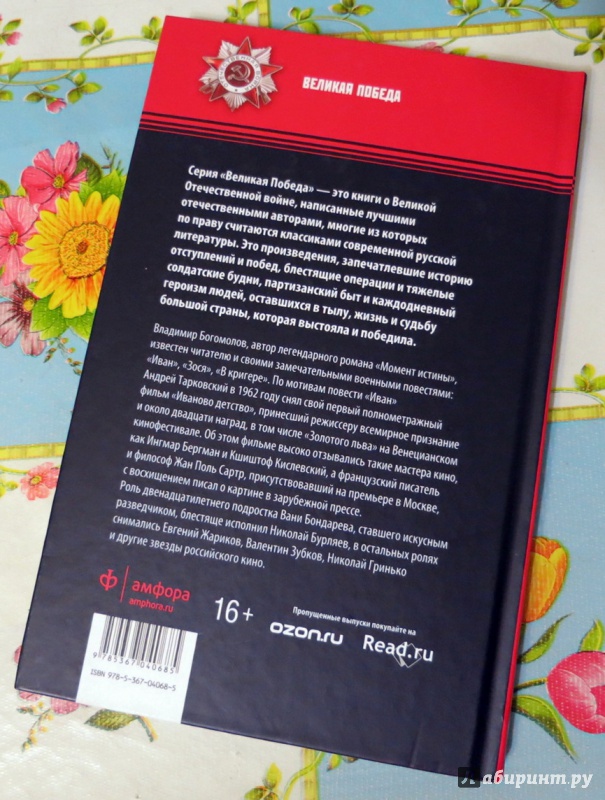 ВЕЛИКАЯ ПОБЕДА
Серия «Великая Победа» — это книги о Великой
Отечественной войне, написанные лучшими
отечественными авторами, многие из которых
по праву считаются классиками современной русской
литературы. Это произведения, запечатлевшие историю
отступлений и побед, блестящие операции и тяжелые
солдатские будни, партизанский быт и каждодневный
героизм людей, оставшихся в тылу, жизнь и судьбу
большой страны, которая выстояла и победила.
Владимир Богомолов, автор легендарного романа «Момент истины»,
известен читателю и своими замечательными военными повестями:
«Иван», «Зося», «В кригере». По мотивам повести «Иван»
Андрей Тарковский в 1962 году снял свой первый полнометражный
фильм «Иваново детство», принесший режиссеру всемирное признание
и около двадцати наград, в том числе «Золотого льва» на Венецианском
кинофестивале. Об этом фильме высоко отзывались такие мастера кино,
как Ингмар Бергман и Кшиштоф Кислевский, а французский писатель
и философ Жан Поль Сартр, присутствовавший на премьере в Москве,
с восхищением писал о картине в зарубежной прессе.
Роль двенадцатилетнего подростка Вани Бондарева, ставшего искусным
разведчиком, блестяще исполнил Николай Бурляев, в остальных ролях
снимались Евгений Жариков, Валентин Зубков, Николай Гринько
и другие звезды российского кино.
ф амфора
amphora.ru
16+
Пропущенные выпуски покупайте на
OZON.RU Read.ru
9 785367 040685
ISBN 978-5-367-04068-5
Лабиринт.ру